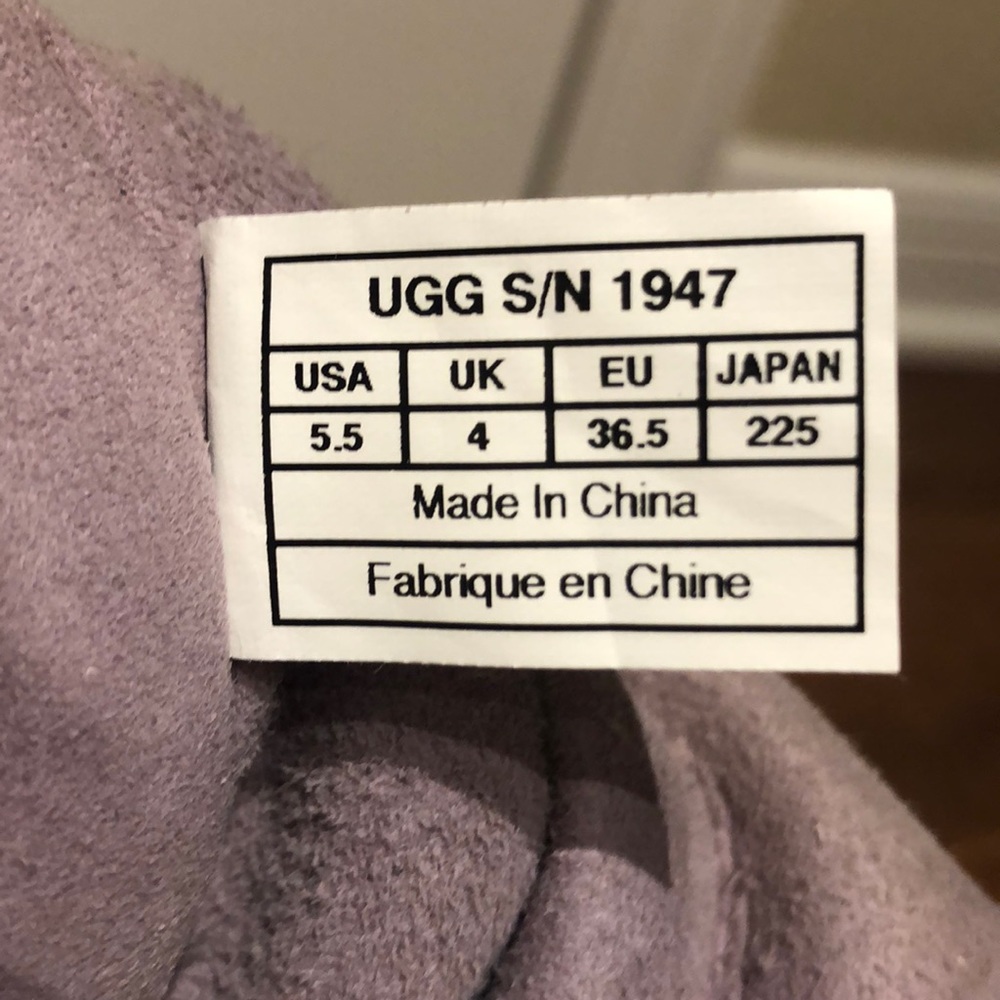 UGG S/N 1947
USA UK EU JAPAN
5.5 4 36.5 225
Made In China
Fabrique en Chine